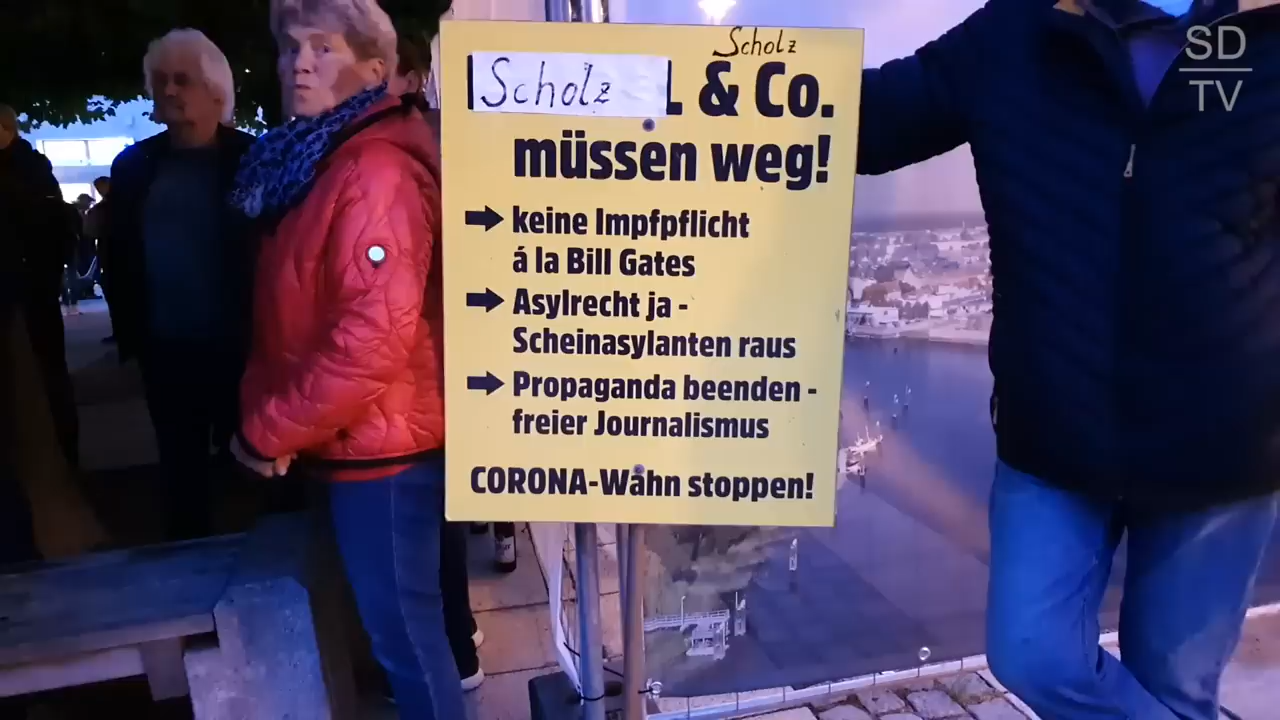 SD
TV
Scholz
Scholz L & Co.
müssen weg!
keine Impfpflicht
á la Bill Gates
Asylrecht ja -
Scheinasylanten raus
Propaganda beenden -
freier Journalismus
CORONA-Wahn stoppen!